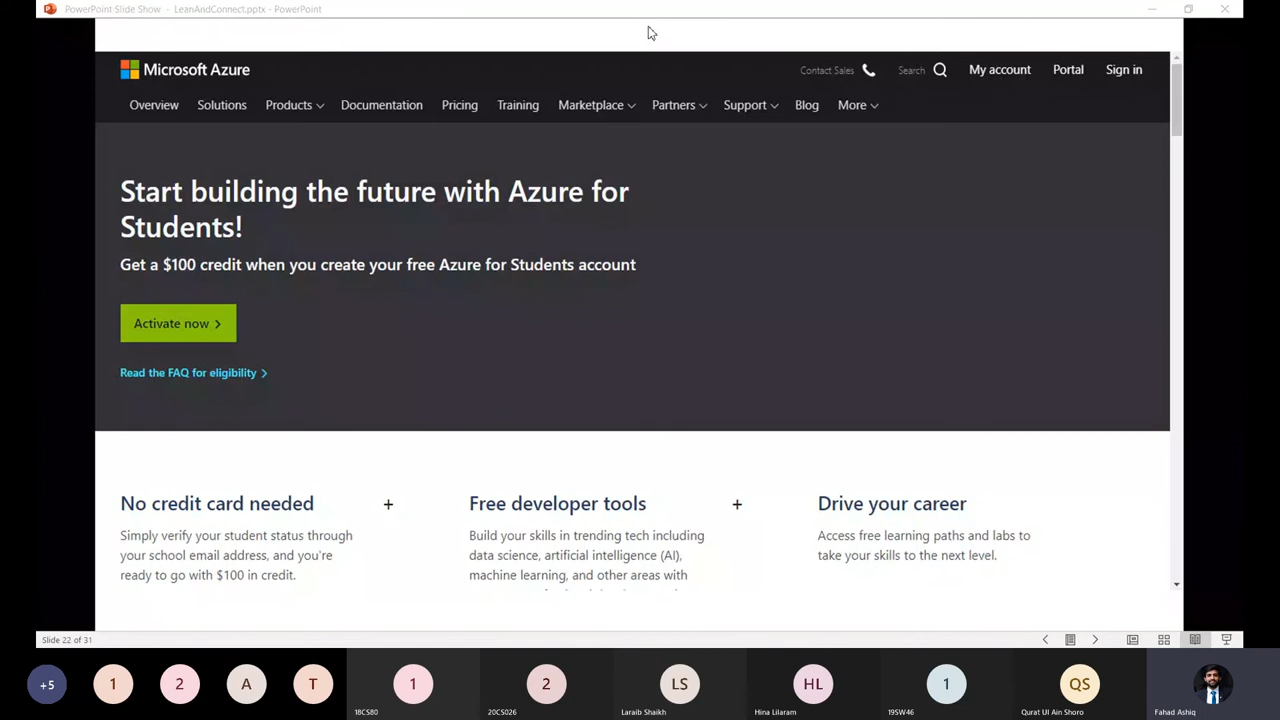 PowerPoint Slide Show - LeanAndConnect.pptx - PowerPoint
Microsoft Azure
Contact Sales
Search
My account
Portal
Sign in
Overview
Solutions
Products
Documentation
Pricing
Training
Marketplace
Partners
Support
Blog
More
Start building the future with Azure for
Students!
Get a $100 credit when you create your free Azure for Students account
Activate now
Read the FAQ for eligibility
No credit card needed +
Simply verify your student status through
your school email address, and you're
ready to go with $100 in credit.
Free developer tools +
Build your skills in trending tech including
data science, artificial intelligence (AI),
machine learning, and other areas with
Drive your career
Access free learning paths and labs to
take your skills to the next level.
Slide 22 of 31
+5
1
2
A
T
1
18CS80
2
20CS026
LS
Laraib Shaikh
HL
Hina Lilaram
1
19SW46
QS
Qurat Ul Ain Shoro
Fahad Ashiq